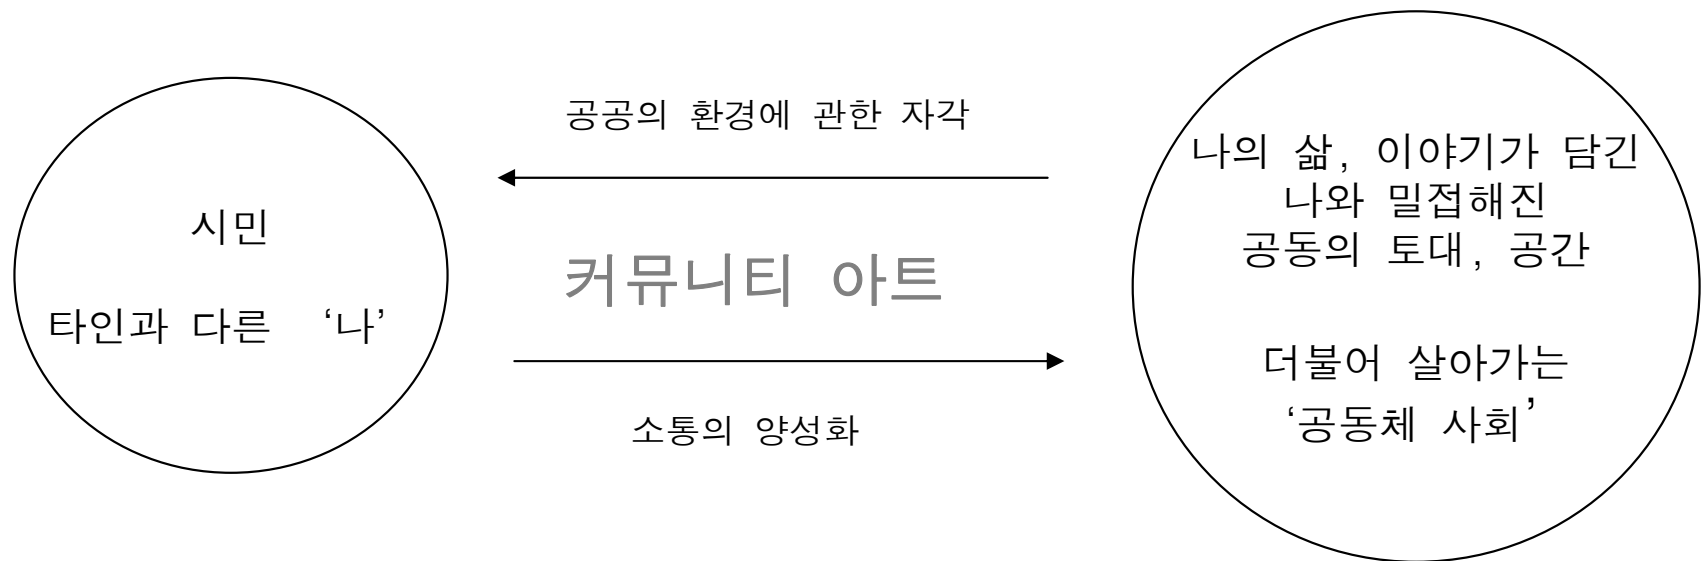 시민
타인과 다른 ‘나’
공공의 환경에 관한 자각
커뮤니티 아트
소통의 양성화
나의 삶, 이야기가 담긴
나와 밀접해진
공동의 토대, 공간
더불어 살아가는
‘공동체 사회’